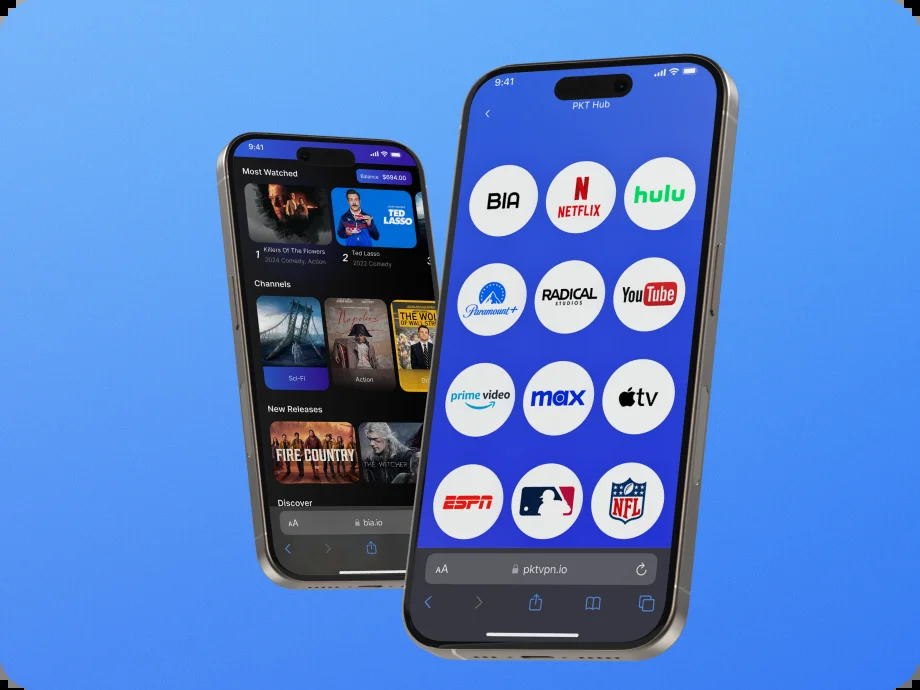 9:41
Most Watched
Balance $694.00
TED
LASSO
1 Killers Of The Flowers
2024 Comedy, Action
2 Ted Lasso
2022 Comedy
3
Channels
Napoleon
THE WOL
OF WALL STR
Sci-Fi
Action
New Releases
FIRE COUNTRY
THE WITCHER
Discover
AA
bia.io
9:41
PKT Hub
BIA
N
NETFLIX
hulu
Paramount+
RADICAL
STUDIOS
YouTube
prime video
max
tv
ESPN
NFL
AA
pktvpn.io